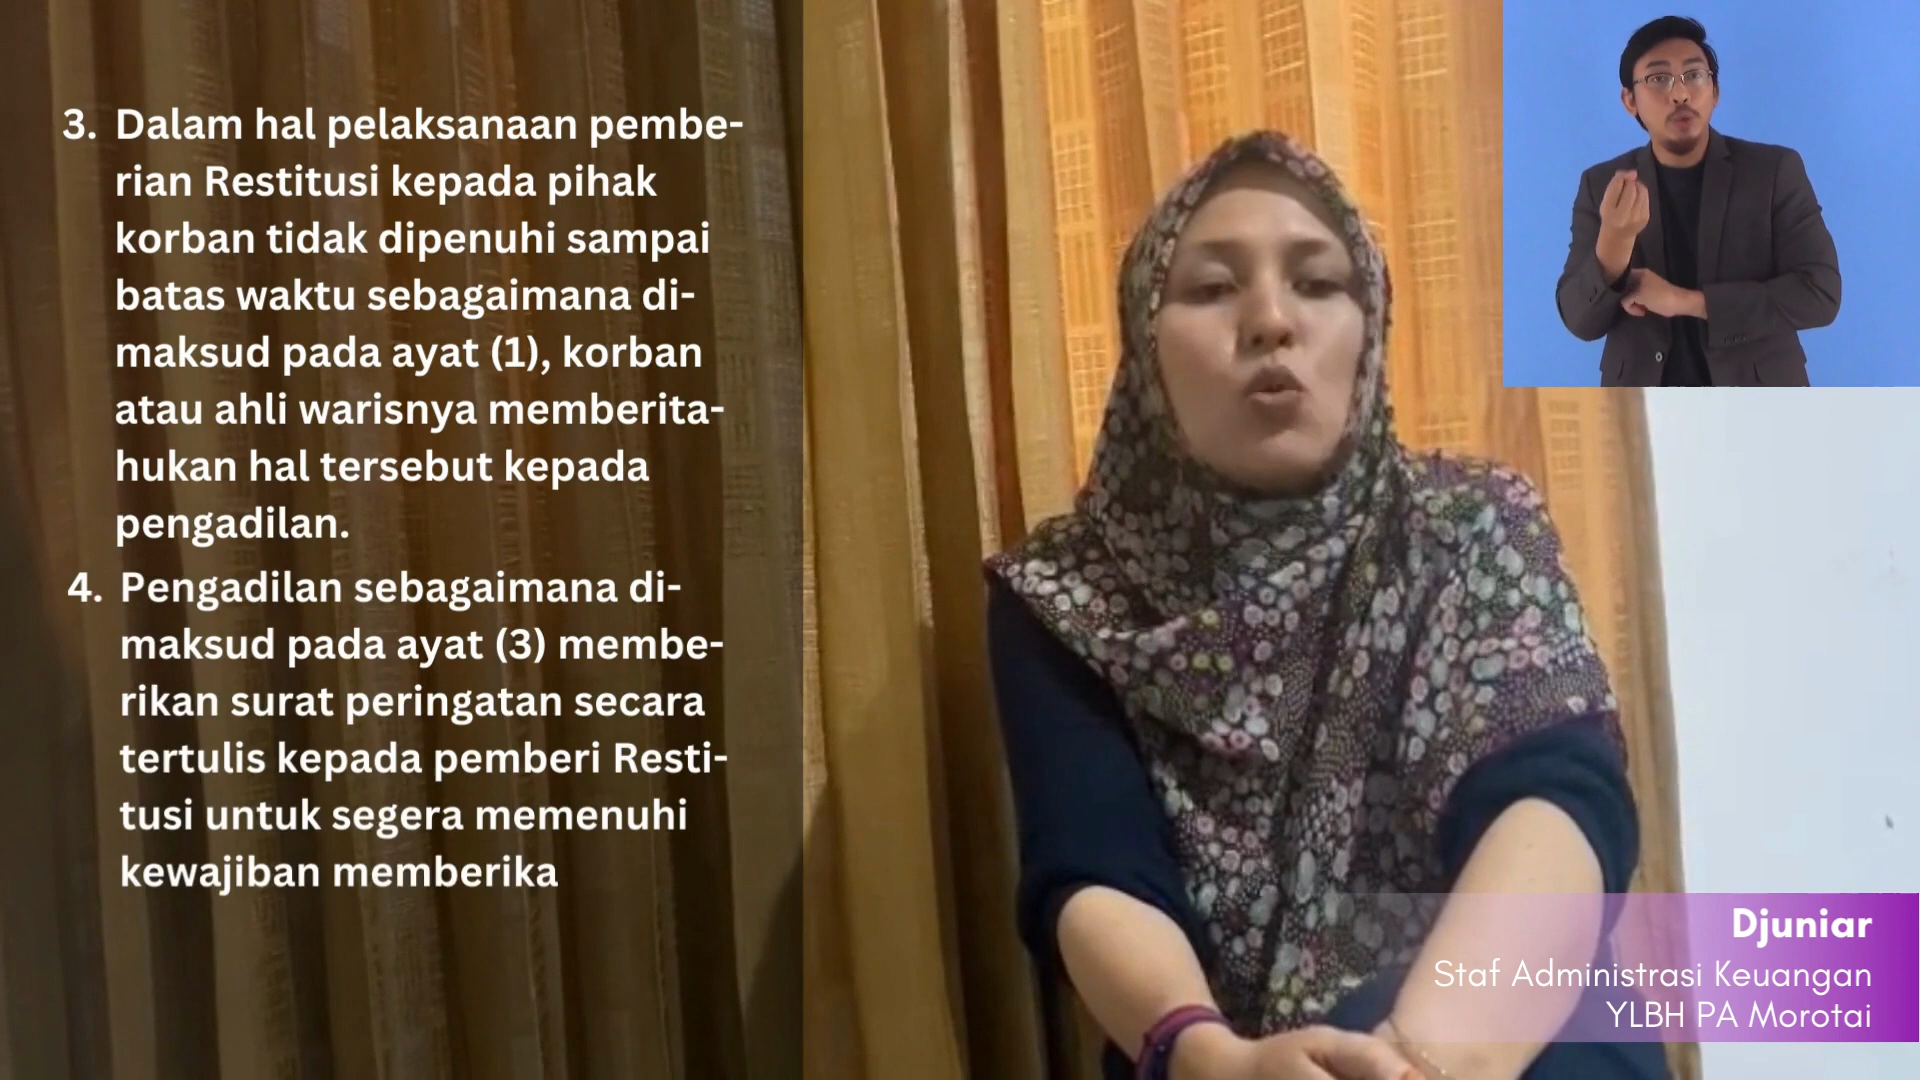 3. Dalam hal pelaksanaan pembe-
rian Restitusi kepada pihak
korban tidak dipenuhi sampai
batas waktu sebagaimana di-
maksud pada ayat (1), korban
atau ahli warisnya memberita-
hukan hal tersebut kepada
pengadilan.
4. Pengadilan sebagaimana di-
maksud pada ayat (3) membe-
rikan surat peringatan secara
tertulis kepada pemberi Resti-
tusi untuk segera memenuhi
kewajiban memberika
Djuniar
Staf Administrasi Keuangan
YLBH PA Morotai